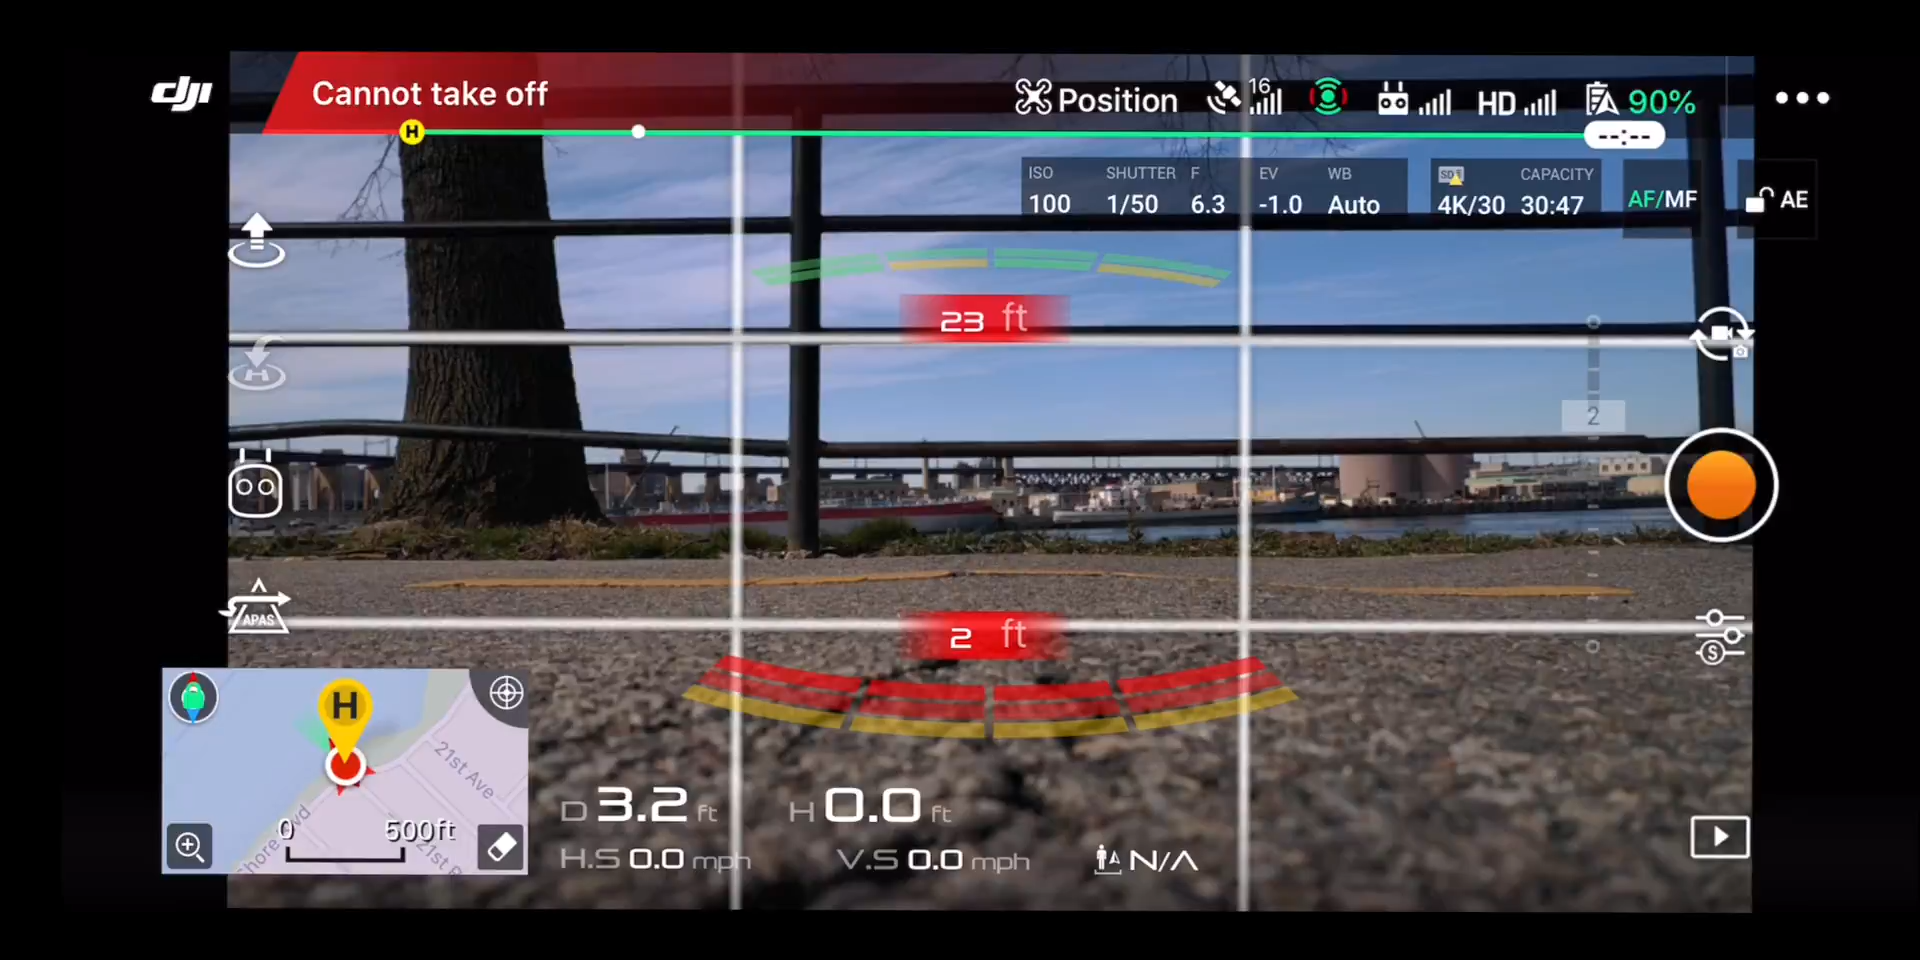 dji
Cannot take off
Position
16
HD
90%
H
--:--
ISO SHUTTER F EV WB
100 1/50 6.3 -1.0 Auto
SD CAPACITY
4K/30 30:47
AF/MF
AE
23 ft
H
2
APAS
2 ft
S
H
21st Ave
0 500ft
D 3.2 ft
H 0.0 ft
H.S 0.0 mph
V.S 0.0 mph
N/A